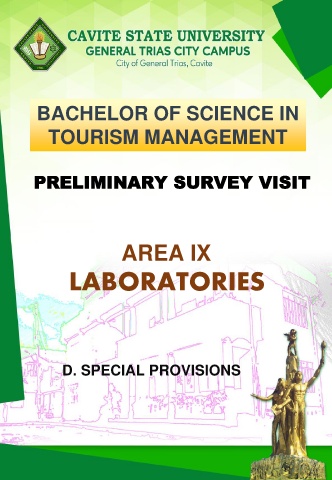 CAVITE STATE UNIVERSITY
GENERAL TRIAS CITY CAMPUS
City of General Trias, Cavite
BACHELOR OF SCIENCE IN
TOURISM MANAGEMENT
PRELIMINARY SURVEY VISIT
AREA IX
LABORATORIES
D. SPECIAL PROVISIONS